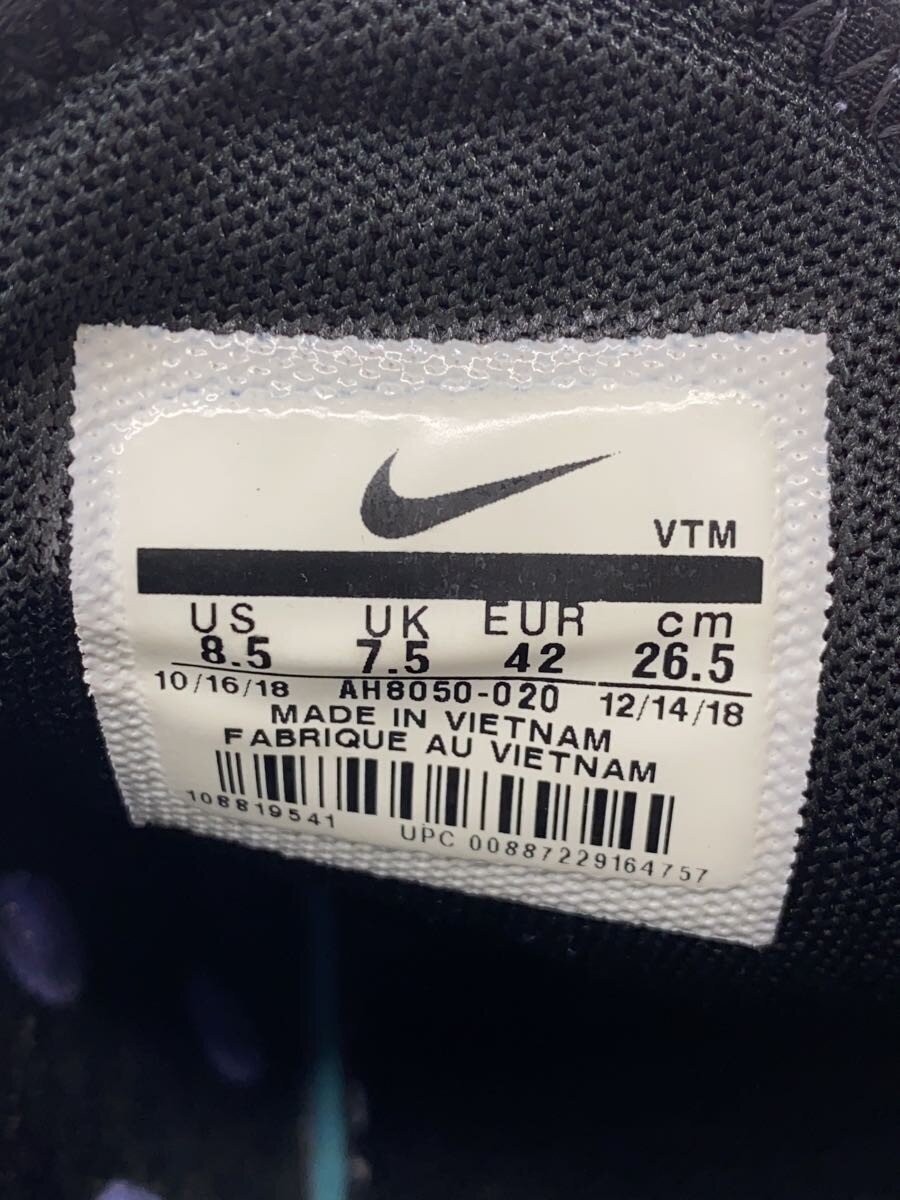 VTM
US UK EUR cm
8.5 7.5 42 26.5
10/16/18 AH8050-020 12/14/18
MADE IN VIETNAM
FABRIQUE AU VIETNAM
108819541
UPC 00887229164757